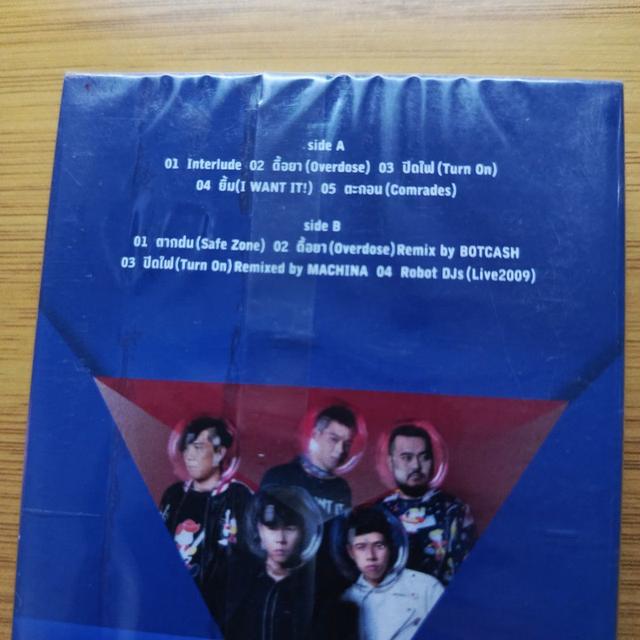 side A
01 Interlude 02 ดื้อยา (Overdose) 03 ปิดไฟ (Turn On)
04 ยิ้ม(I WANT IT!) 05 ตะกอน (Comrades)
side B
01 ตากฝน (Safe Zone) 02 ดื้อยา (Overdose) Remix by BOTCASH
03 ปิดไฟ (Turn On) Remixed by MACHINA 04 Robot DJs (Live2009)